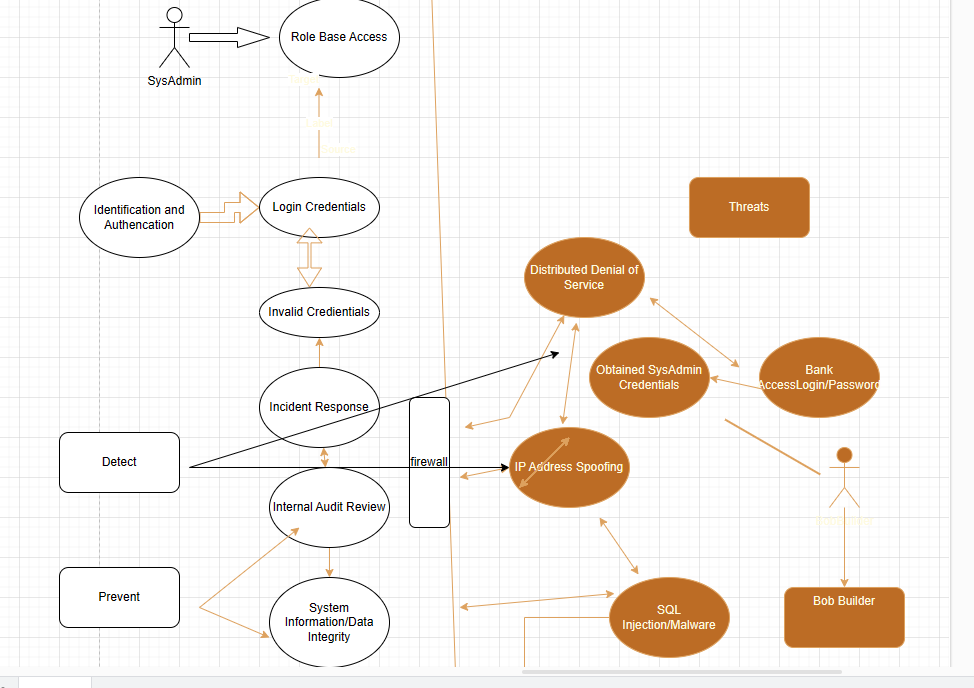 Role Base Access
SysAdmin
Identification and
Authencation
Login Credentials
Threats
Distributed Denial of
Service
Invalid Credentials
Obtained SysAdmin
Credentials
Bank
AccessLogin/Password
Incident Response
Detect
firewall
IP Address Spoofing
Internal Audit Review
Prevent
System
Information/Data
Integrity
SQL
Injection/Malware
Bob Builder